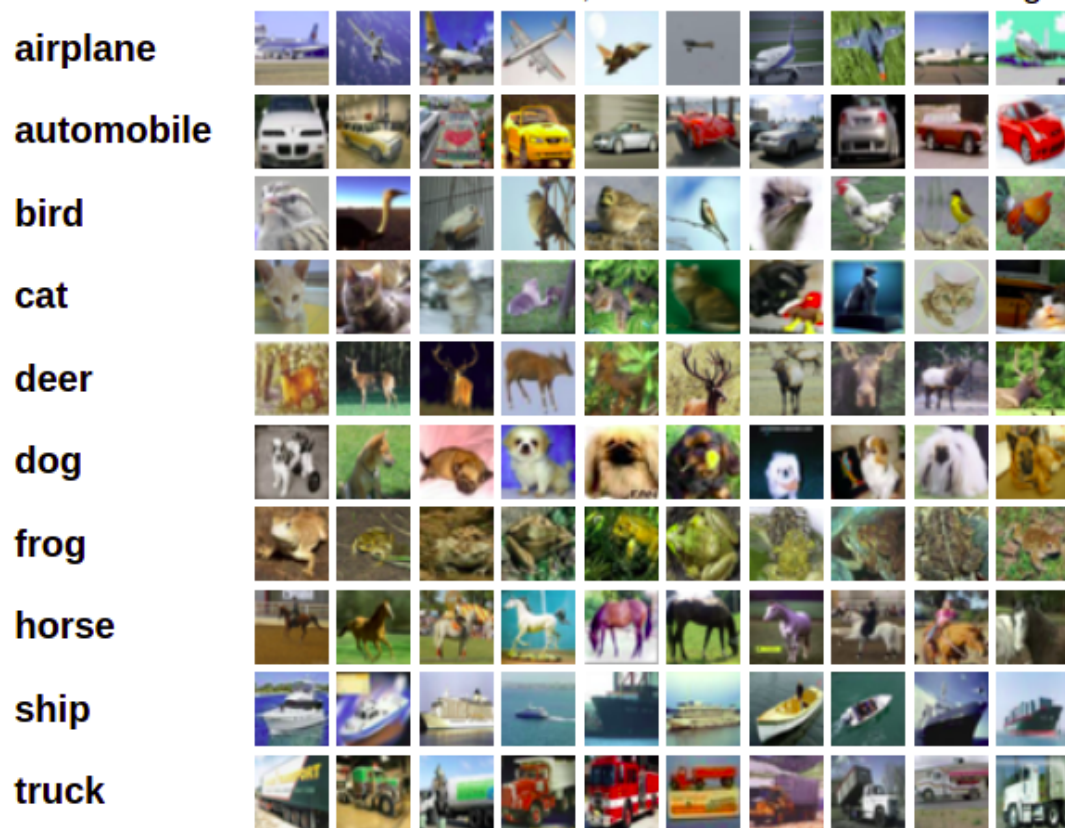 airplane
automobile
bird
cat
deer
dog
frog
horse
ship
truck